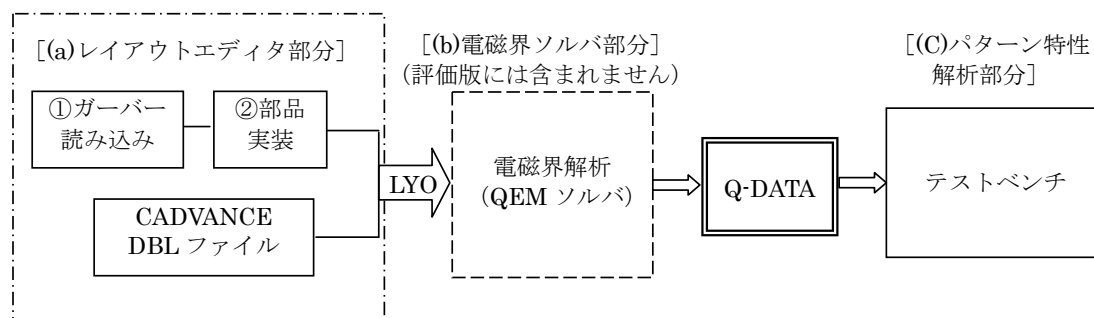 [(a)レイアウトエディタ部分]
①ガーバー
読み込み
②部品
実装
CADVANCE
DBL ファイル
LYO
[(b)電磁界ソルバ部分]
(評価版には含まれません)
電磁界解析
(QEM ソルバ)
Q-DATA
[(C)パターン特性
解析部分]
テストベンチ